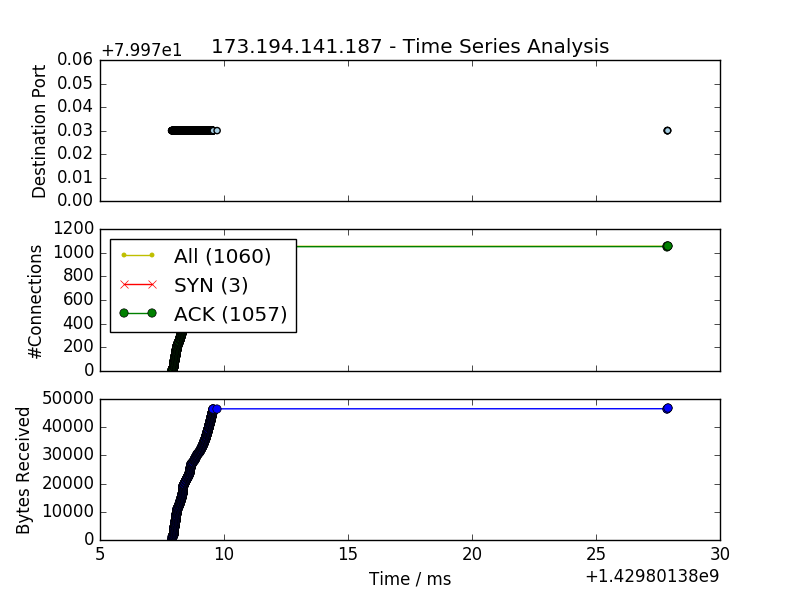 173.194.141.187 - Time Series Analysis
+7.997e1
0.06
0.05
0.04
0.03
0.02
0.01
0.00
Destination Port
1200
1000
800
600
400
200
0
#Connections
All (1060)
SYN (3)
ACK (1057)
50000
40000
30000
20000
10000
0
Bytes Received
5 10 15 20 25 30
Time / ms
+1.42980138e9